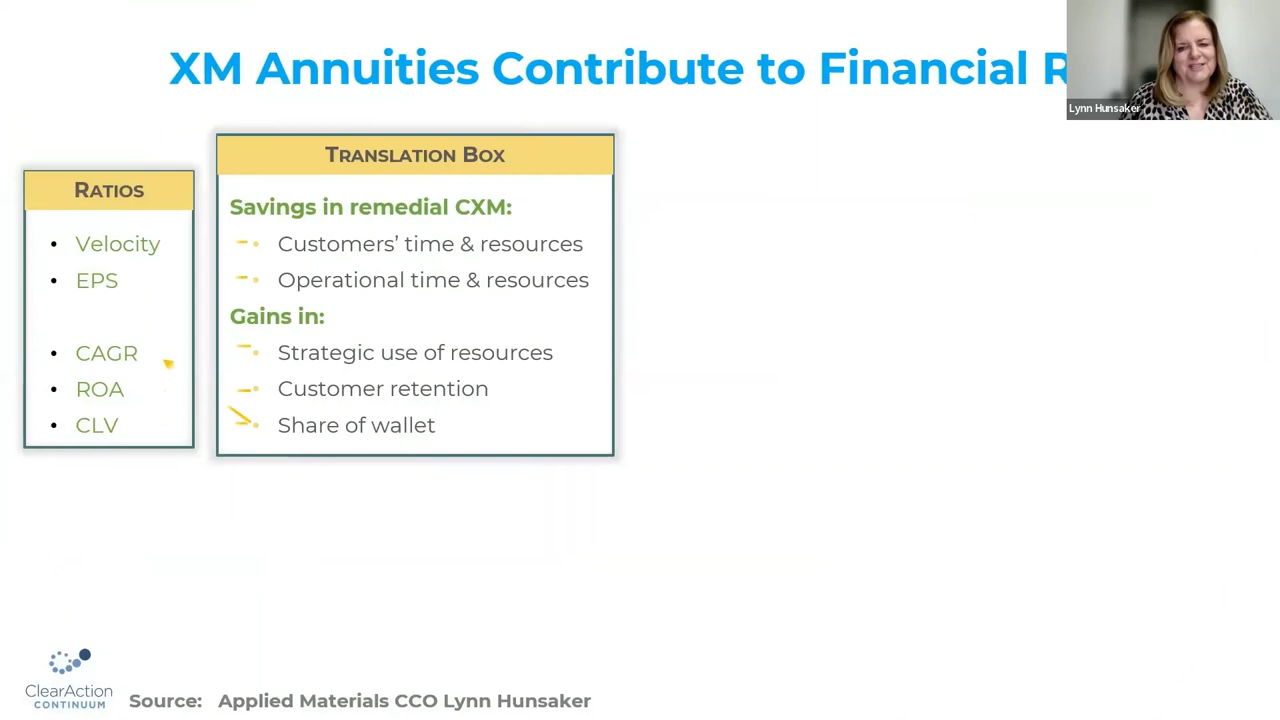 XM Annuities Contribute to Financial R
Lynn Hunsaker
RATIOS
• Velocity
• EPS
• CAGR
• ROA
• CLV
TRANSLATION BOX
Savings in remedial CXM:
Customers’ time & resources
Operational time & resources
Gains in:
Strategic use of resources
Customer retention
Share of wallet
ClearAction
CONTINUUM
Source: Applied Materials CCO Lynn Hunsaker